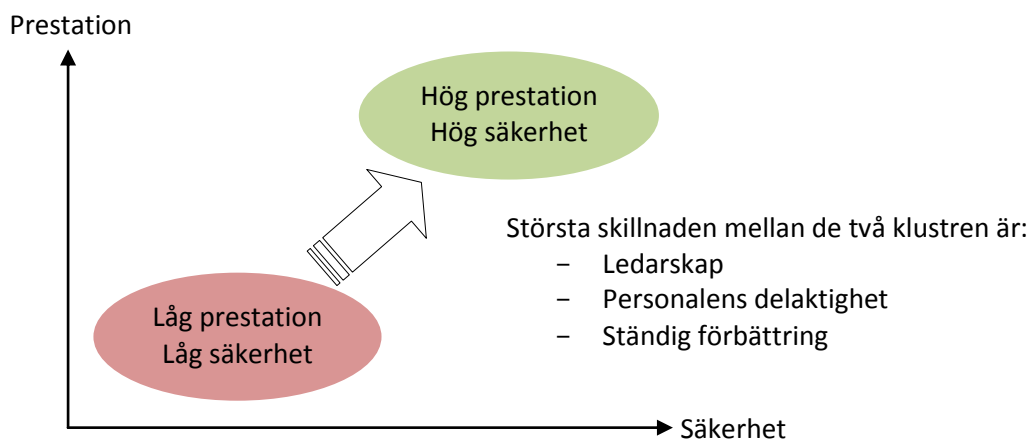 Prestation
Hög prestation
Hög säkerhet
Största skillnaden mellan de två klustren är:
− Ledarskap
− Personalens delaktighet
− Ständig förbättring
Låg prestation
Låg säkerhet
Säkerhet